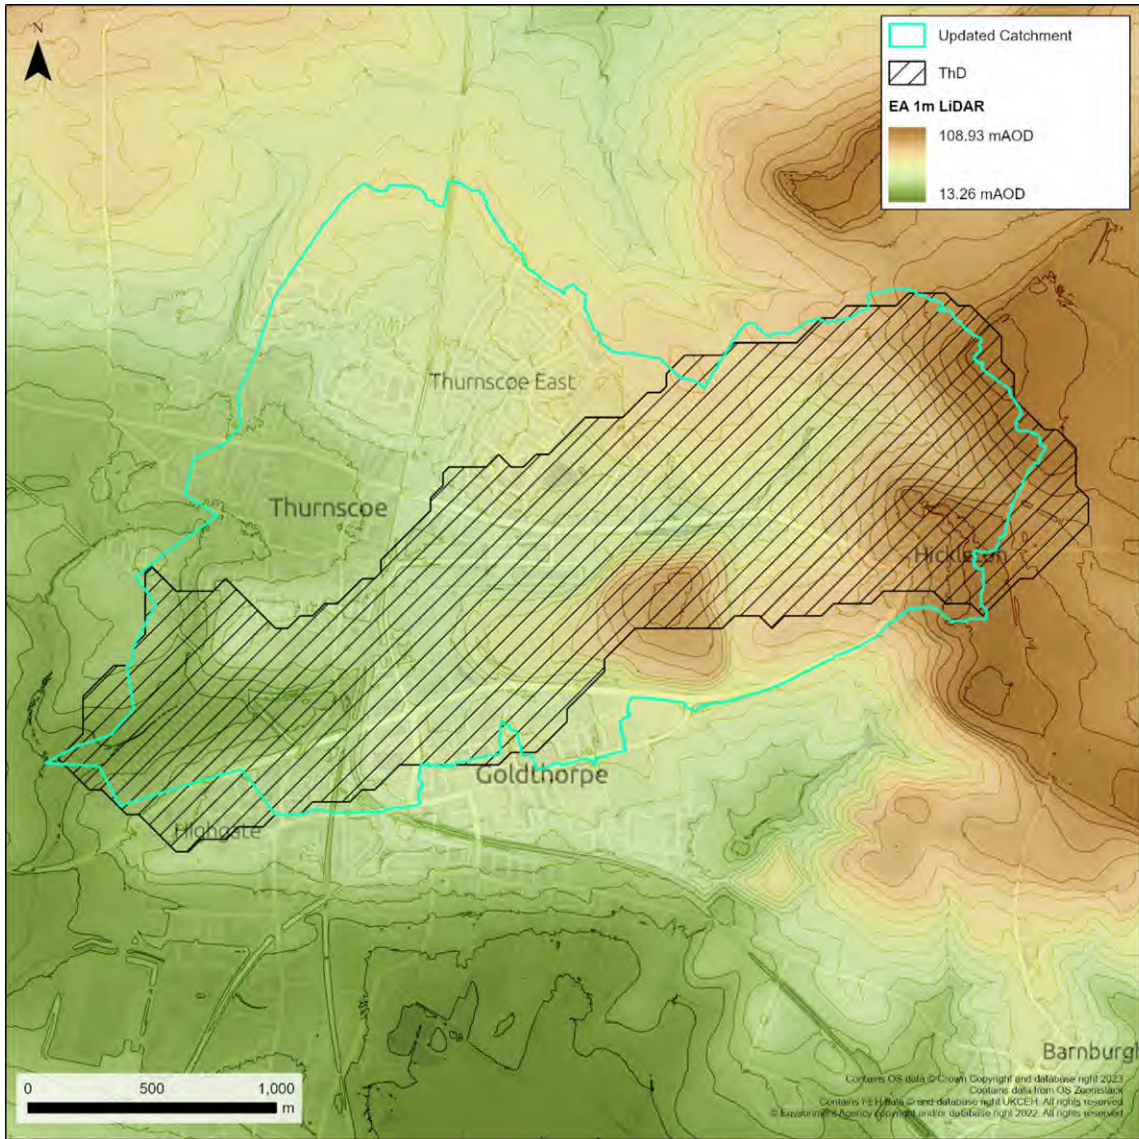 N
Updated Catchment
ThD
EA 1m LiDAR
108.93 mAOD
13.26 mAOD
Thurnscoe East
Thurnscoe
Hickleton
Goldthorpe
Highgate
Barnburgh
0 500 1,000
m
Contains OS data © Crown Copyright and database right 2023
Contains data from OS Zoomstack
Contains FEH data © and database right UKCEH. All rights reserved
© Environment Agency copyright and/or database right 2022. All rights reserved